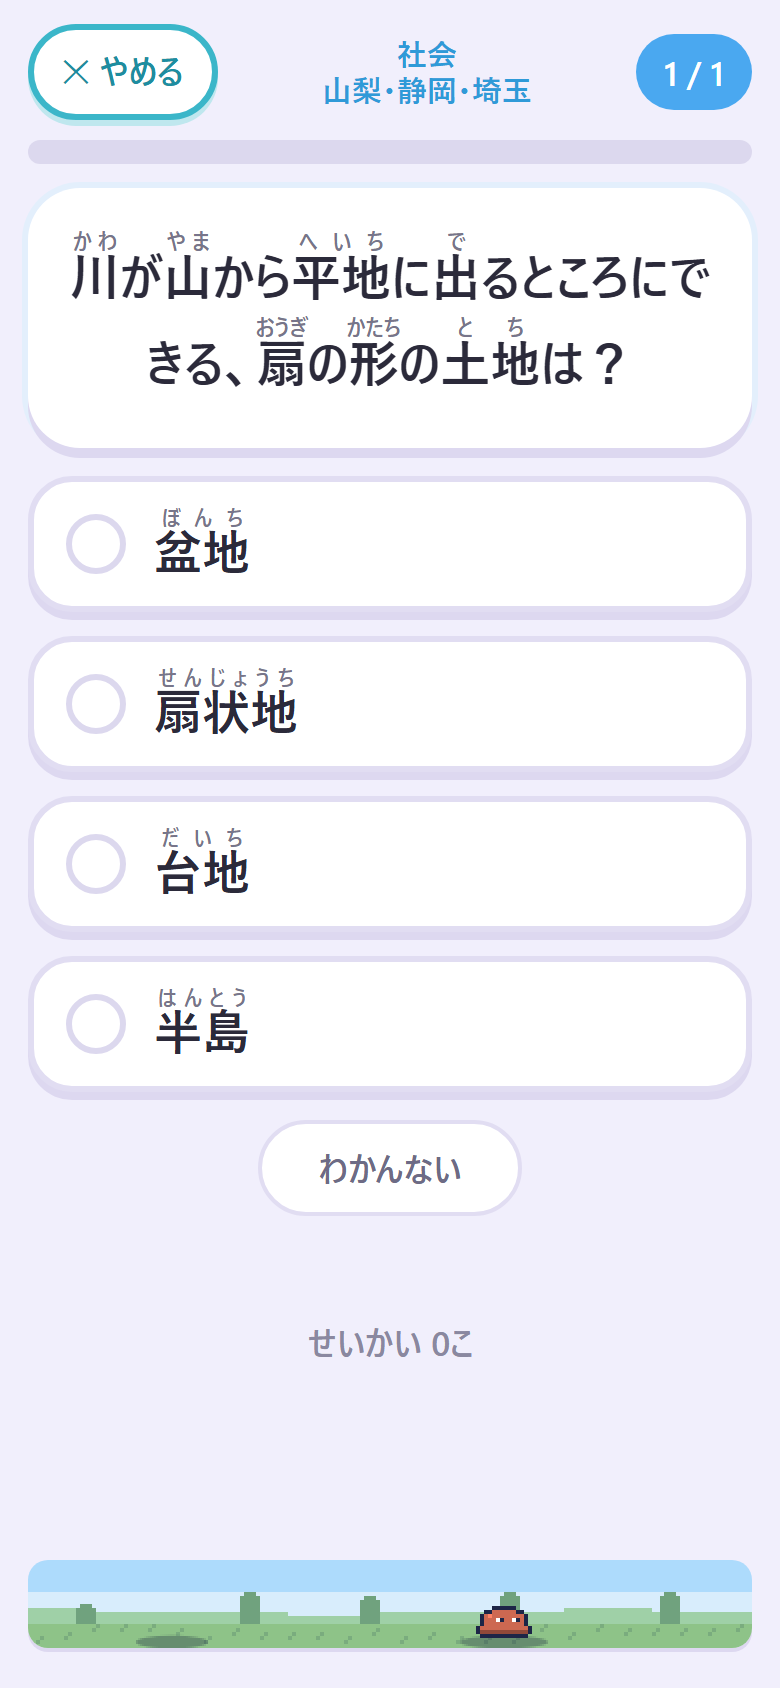 × やめる
社会
山梨・静岡・埼玉
1 / 1
かわ やま へいち で
川が山から平地に出るところにで
おうぎ かたち とち
きる、扇の形の土地は？
ぼんち
盆地
せんじょうち
扇状地
だいち
台地
はんとう
半島
わかんない
せいかい 0こ